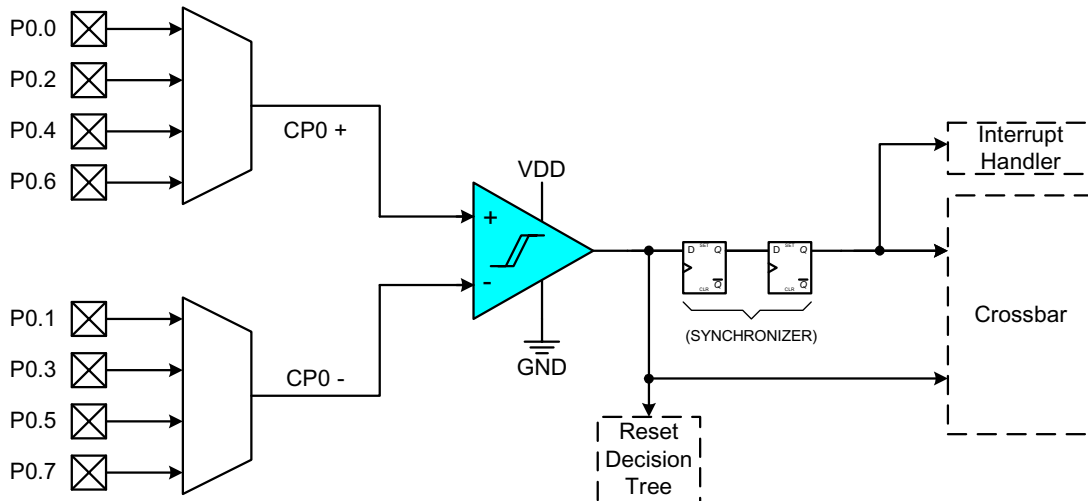 P0.0
P0.2
P0.4
P0.6
CP0 +
VDD
+
-
GND
P0.1
P0.3
P0.5
P0.7
CP0 -
D SET Q
CLR Q
D SET Q
CLR Q
(SYNCHRONIZER)
Interrupt
Handler
Crossbar
Reset
Decision
Tree